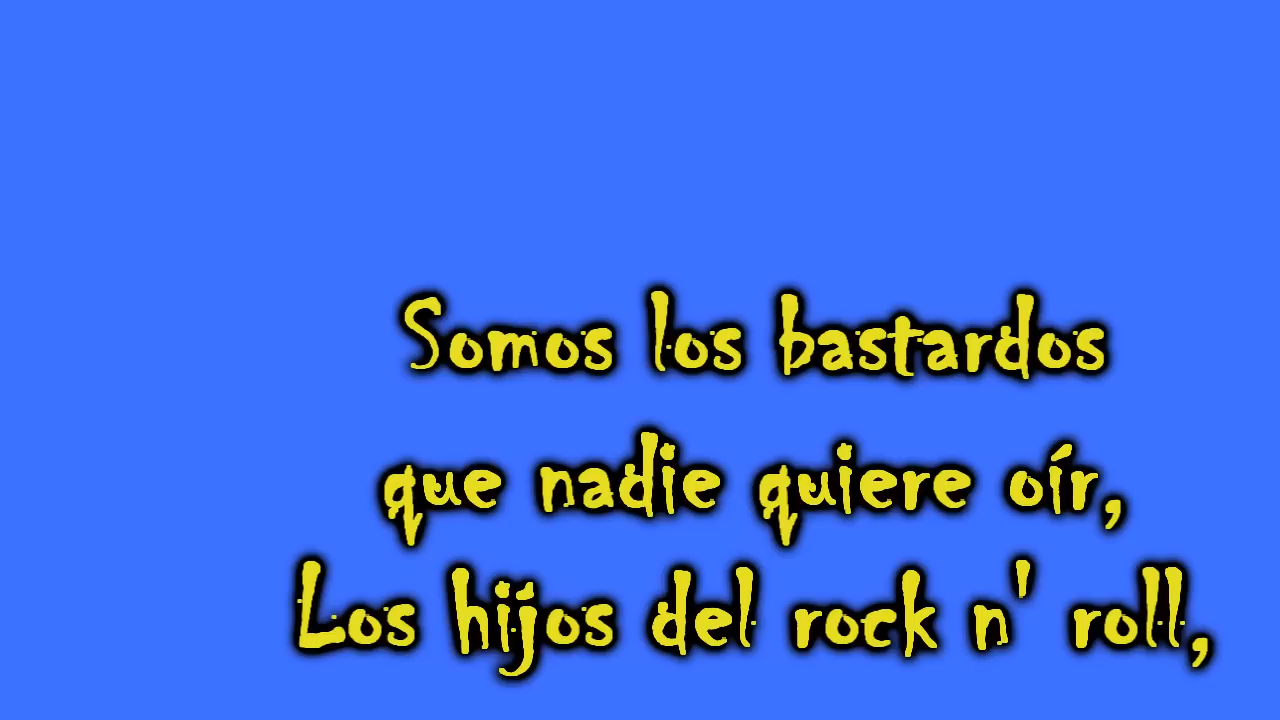 Somos los bastardos
que nadie quiere oír,
Los hijos del rock n' roll,